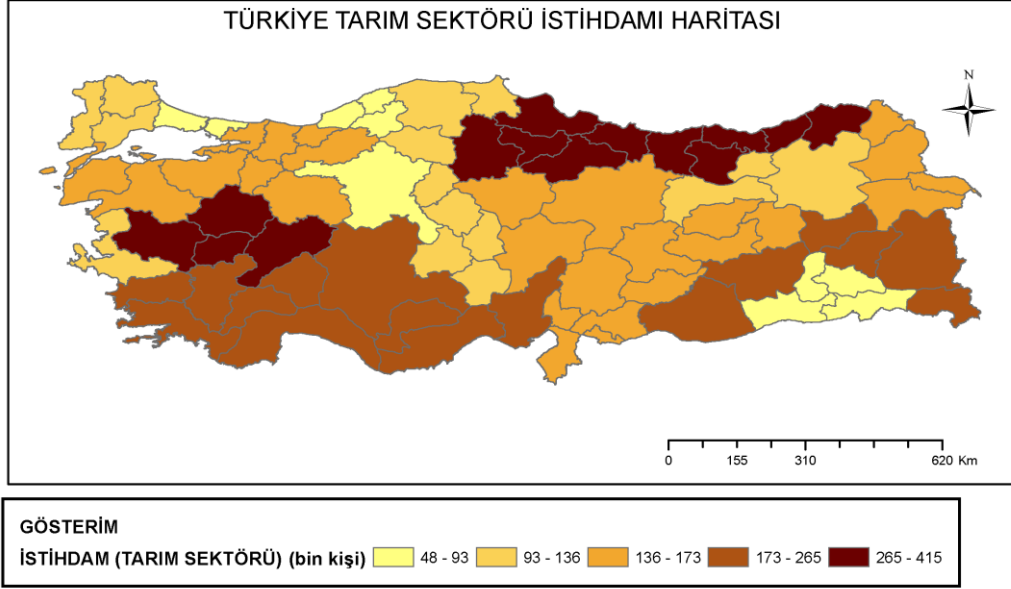 TÜRKİYE TARIM SEKTÖRÜ İSTİHDAMI HARİTASI
N
0 155 310 620 Km
GÖSTERİM
İSTİHDAM (TARIM SEKTÖRÜ) (bin kişi) 48 - 93 93 - 136 136 - 173 173 - 265 265 - 415